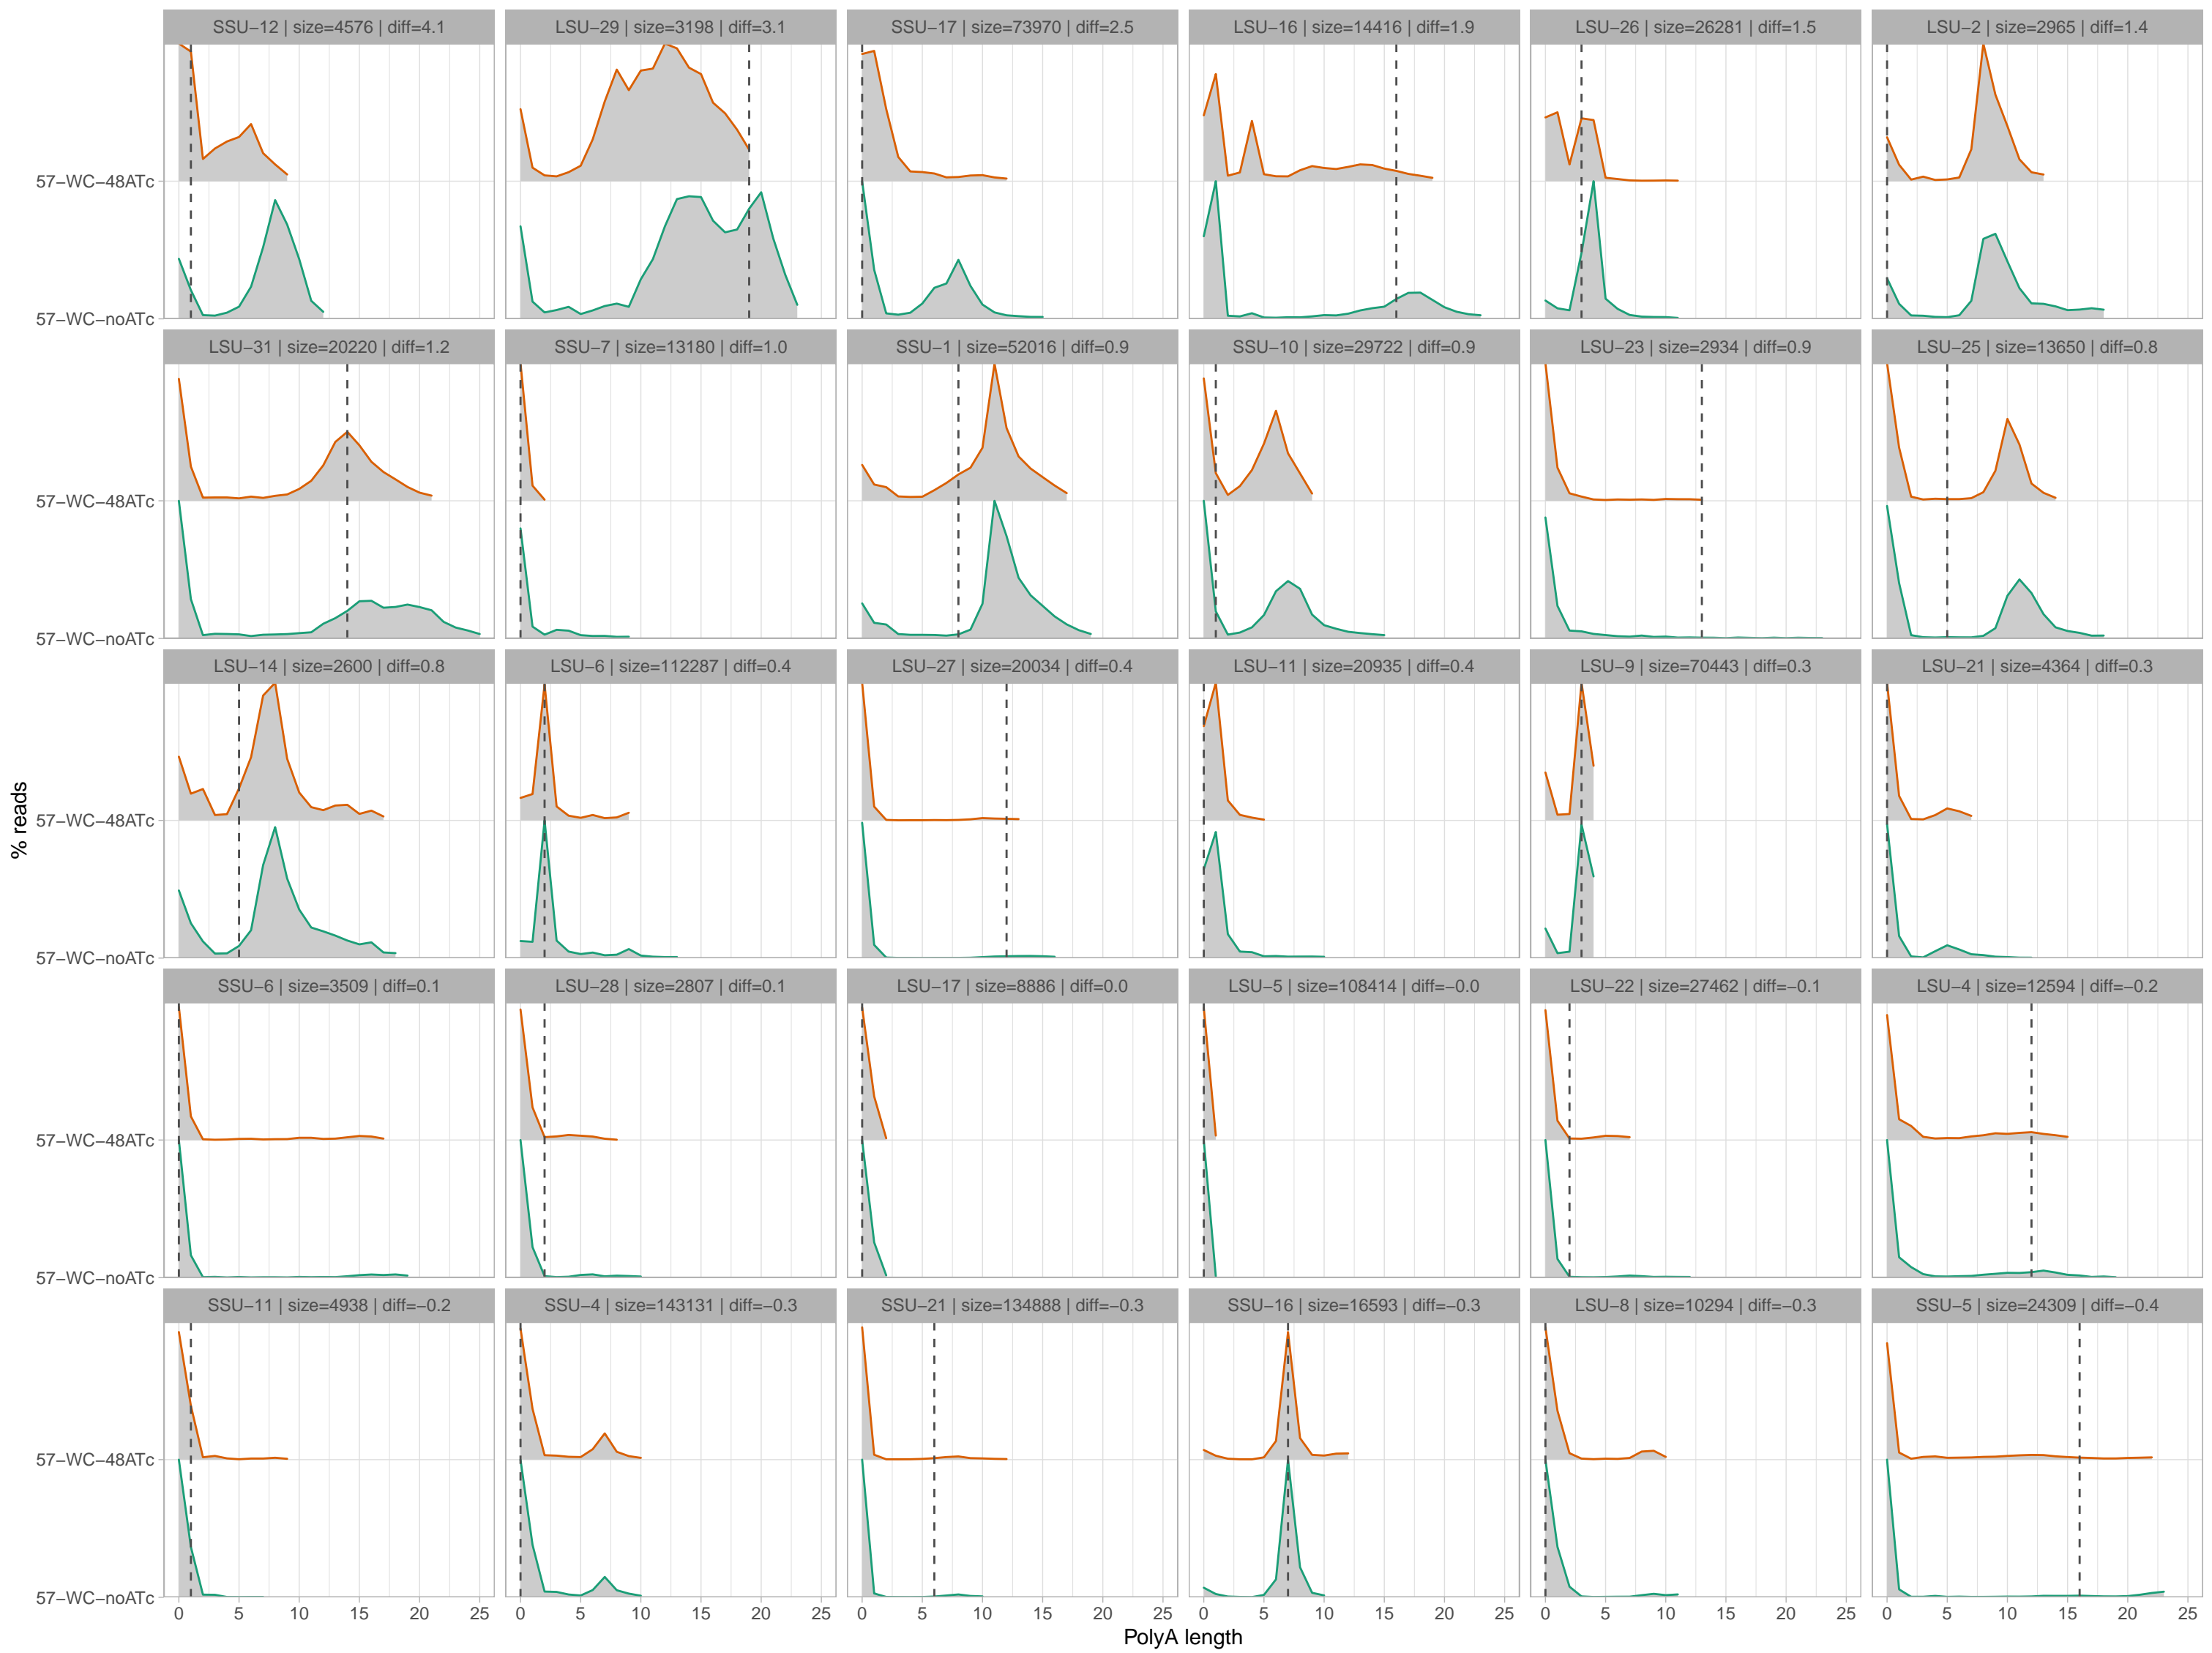 SSU−12 | size=4576 | diff=4.1
LSU−29 | size=3198 | diff=3.1
SSU−17 | size=73970 | diff=2.5
LSU−16 | size=14416 | diff=1.9
LSU−26 | size=26281 | diff=1.5
LSU−2 | size=2965 | diff=1.4
57−WC−48ATc
57−WC−noATc
LSU−31 | size=20220 | diff=1.2
SSU−7 | size=13180 | diff=1.0
SSU−1 | size=52016 | diff=0.9
SSU−10 | size=29722 | diff=0.9
LSU−23 | size=2934 | diff=0.9
LSU−25 | size=13650 | diff=0.8
57−WC−48ATc
57−WC−noATc
LSU−14 | size=2600 | diff=0.8
LSU−6 | size=112287 | diff=0.4
LSU−27 | size=20034 | diff=0.4
LSU−11 | size=20935 | diff=0.4
LSU−9 | size=70443 | diff=0.3
LSU−21 | size=4364 | diff=0.3
57−WC−48ATc
57−WC−noATc
SSU−6 | size=3509 | diff=0.1
LSU−28 | size=2807 | diff=0.1
LSU−17 | size=8886 | diff=0.0
LSU−5 | size=108414 | diff=−0.0
LSU−22 | size=27462 | diff=−0.1
LSU−4 | size=12594 | diff=−0.2
57−WC−48ATc
57−WC−noATc
SSU−11 | size=4938 | diff=−0.2
SSU−4 | size=143131 | diff=−0.3
SSU−21 | size=134888 | diff=−0.3
SSU−16 | size=16593 | diff=−0.3
LSU−8 | size=10294 | diff=−0.3
SSU−5 | size=24309 | diff=−0.4
57−WC−48ATc
57−WC−noATc
0 5 10 15 20 25
0 5 10 15 20 25
0 5 10 15 20 25
0 5 10 15 20 25
0 5 10 15 20 25
0 5 10 15 20 25
PolyA length
% reads